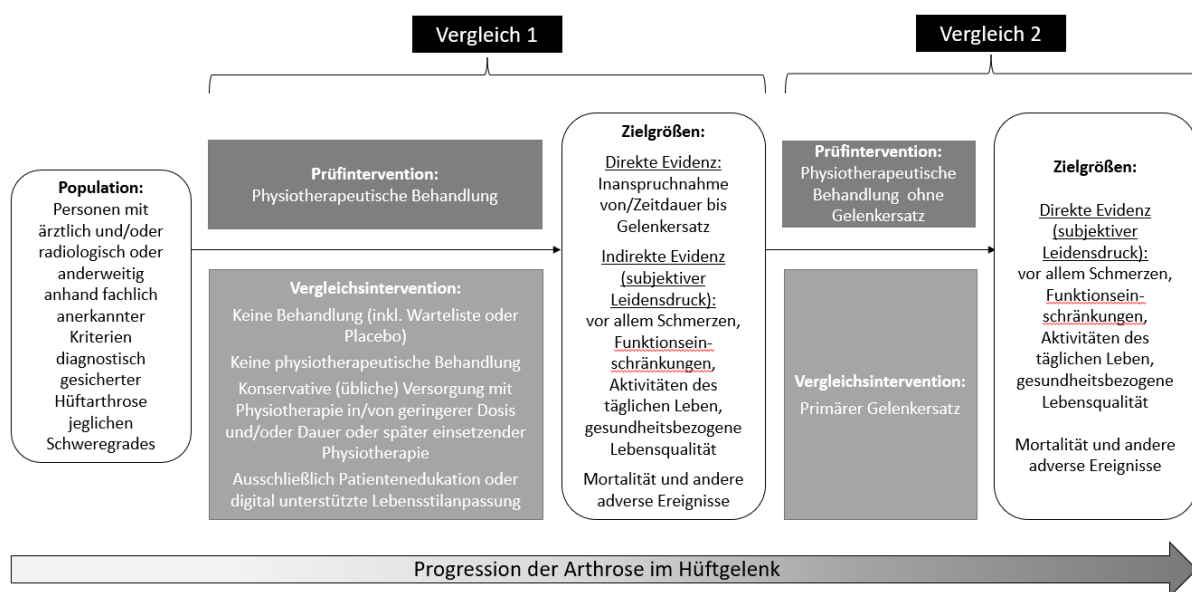 Vergleich 1
Vergleich 2
Population:
Personen mit
ärztlich und/oder
radiologisch oder
anderweitig
anhand fachlich
anerkannter
Kriterien
diagnostisch
gesicherter
Hüftarthrose
jeglichen
Schweregrades
Prüfintervention:
Physiotherapeutische Behandlung
Vergleichsintervention:
Keine Behandlung (inkl. Warteliste oder
Placebo)
Keine physiotherapeutische Behandlung
Konservative (übliche) Versorgung mit
Physiotherapie in/von geringerer Dosis
und/oder Dauer oder später einsetzender
Physiotherapie
Ausschließlich Patientenedukation oder
digital unterstützte Lebensstilanpassung
Zielgrößen:
Direkte Evidenz:
Inanspruchnahme
von/Zeitdauer bis
Gelenkersatz
Indirekte Evidenz
(subjektiver
Leidensdruck):
vor allem Schmerzen,
Funktionsein-
schränkungen,
Aktivitäten des
täglichen Leben,
gesundheitsbezogene
Lebensqualität
Mortalität und andere
adverse Ereignisse
Prüfintervention:
Physiotherapeutische
Behandlung ohne
Gelenkersatz
Vergleichsintervention:
Primärer Gelenkersatz
Zielgrößen:
Direkte Evidenz
(subjektiver
Leidensdruck):
vor allem Schmerzen,
Funktionsein-
schränkungen,
Aktivitäten des
täglichen Leben,
gesundheitsbezogene
Lebensqualität
Mortalität und andere
adverse Ereignisse
Progression der Arthrose im Hüftgelenk